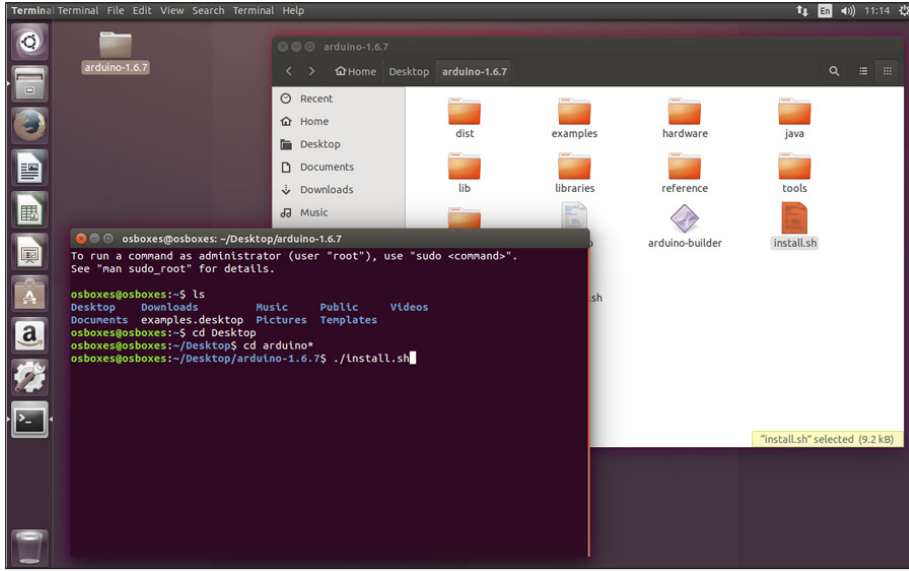 Terminal Terminal File Edit View Search Terminal Help
En 11:14
arduino-1.6.7
arduino-1.6.7
Home Desktop arduino-1.6.7
Recent
Home
Desktop
Documents
Downloads
Music
dist examples hardware java
lib libraries reference tools
arduino-builder install.sh
.sh
"install.sh" selected (9.2 kB)
osboxes@osboxes: ~/Desktop/arduino-1.6.7
To run a command as administrator (user "root"), use "sudo <command>".
See "man sudo_root" for details.
osboxes@osboxes:~$ ls
Desktop Downloads Music Public Videos
Documents examples.desktop Pictures Templates
osboxes@osboxes:~$ cd Desktop
osboxes@osboxes:~/Desktop$ cd arduino*
osboxes@osboxes:~/Desktop/arduino-1.6.7$ ./install.sh